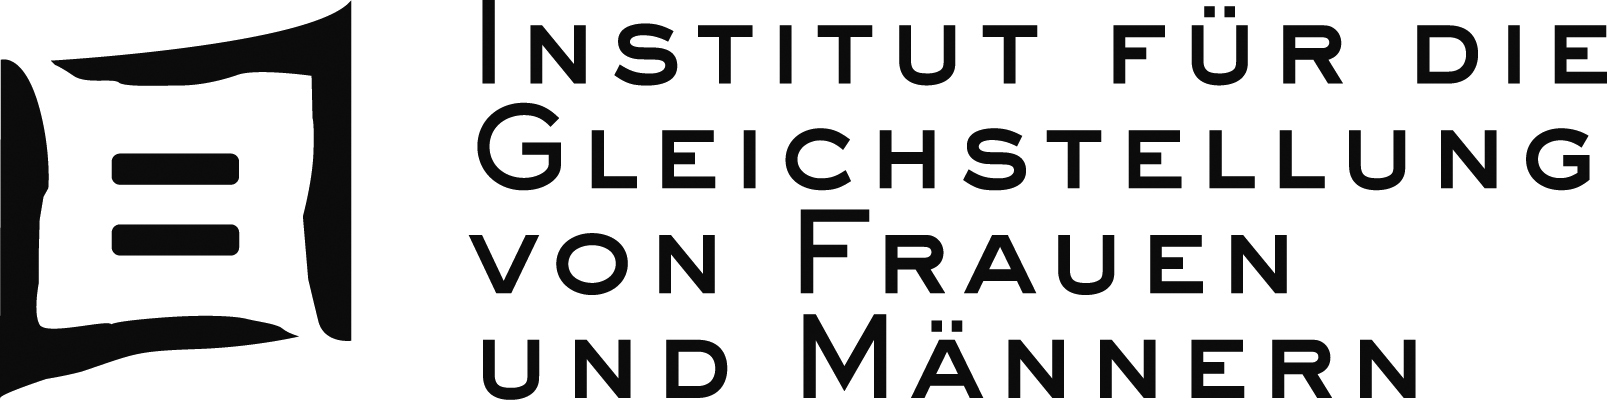 Institut für die
Gleichstellung
von Frauen
und Männern